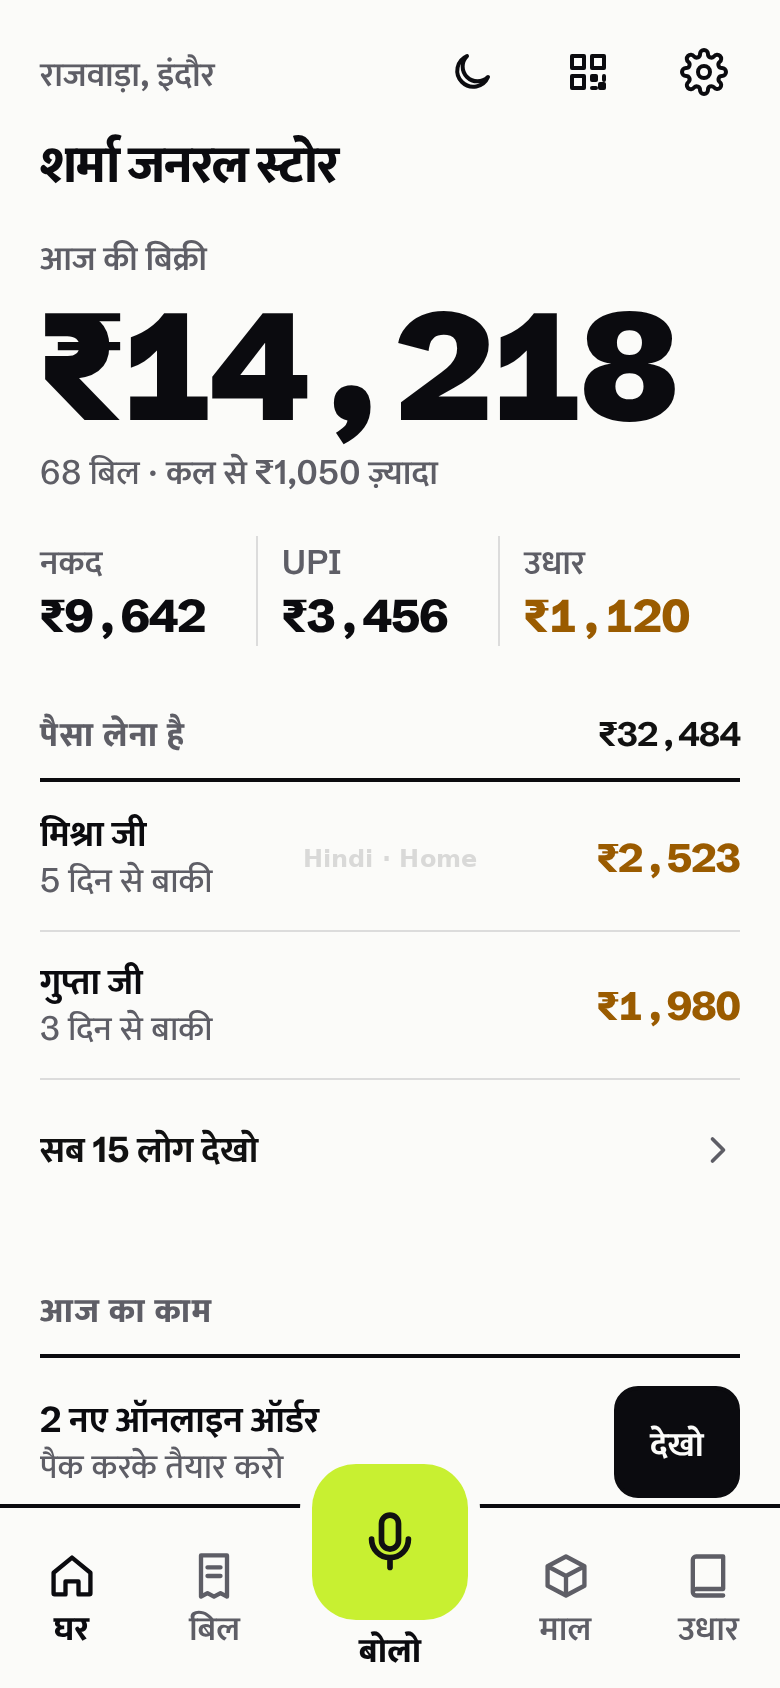 राजवाड़ा, इंदौर
शर्मा जनरल स्टोर
आज की बिक्री
₹14,218
68 बिल · कल से ₹1,050 ज़्यादा
नकद UPI उधार
₹9,642 ₹3,456 ₹1,120
पैसा लेना है ₹32,484
मिश्रा जी
5 दिन से बाकी
Hindi · Home
₹2,523
गुप्ता जी
3 दिन से बाकी
₹1,980
सब 15 लोग देखो
आज का काम
2 नए ऑनलाइन ऑर्डर
पैक करके तैयार करो
देखो
घर बिल बोलो माल उधार